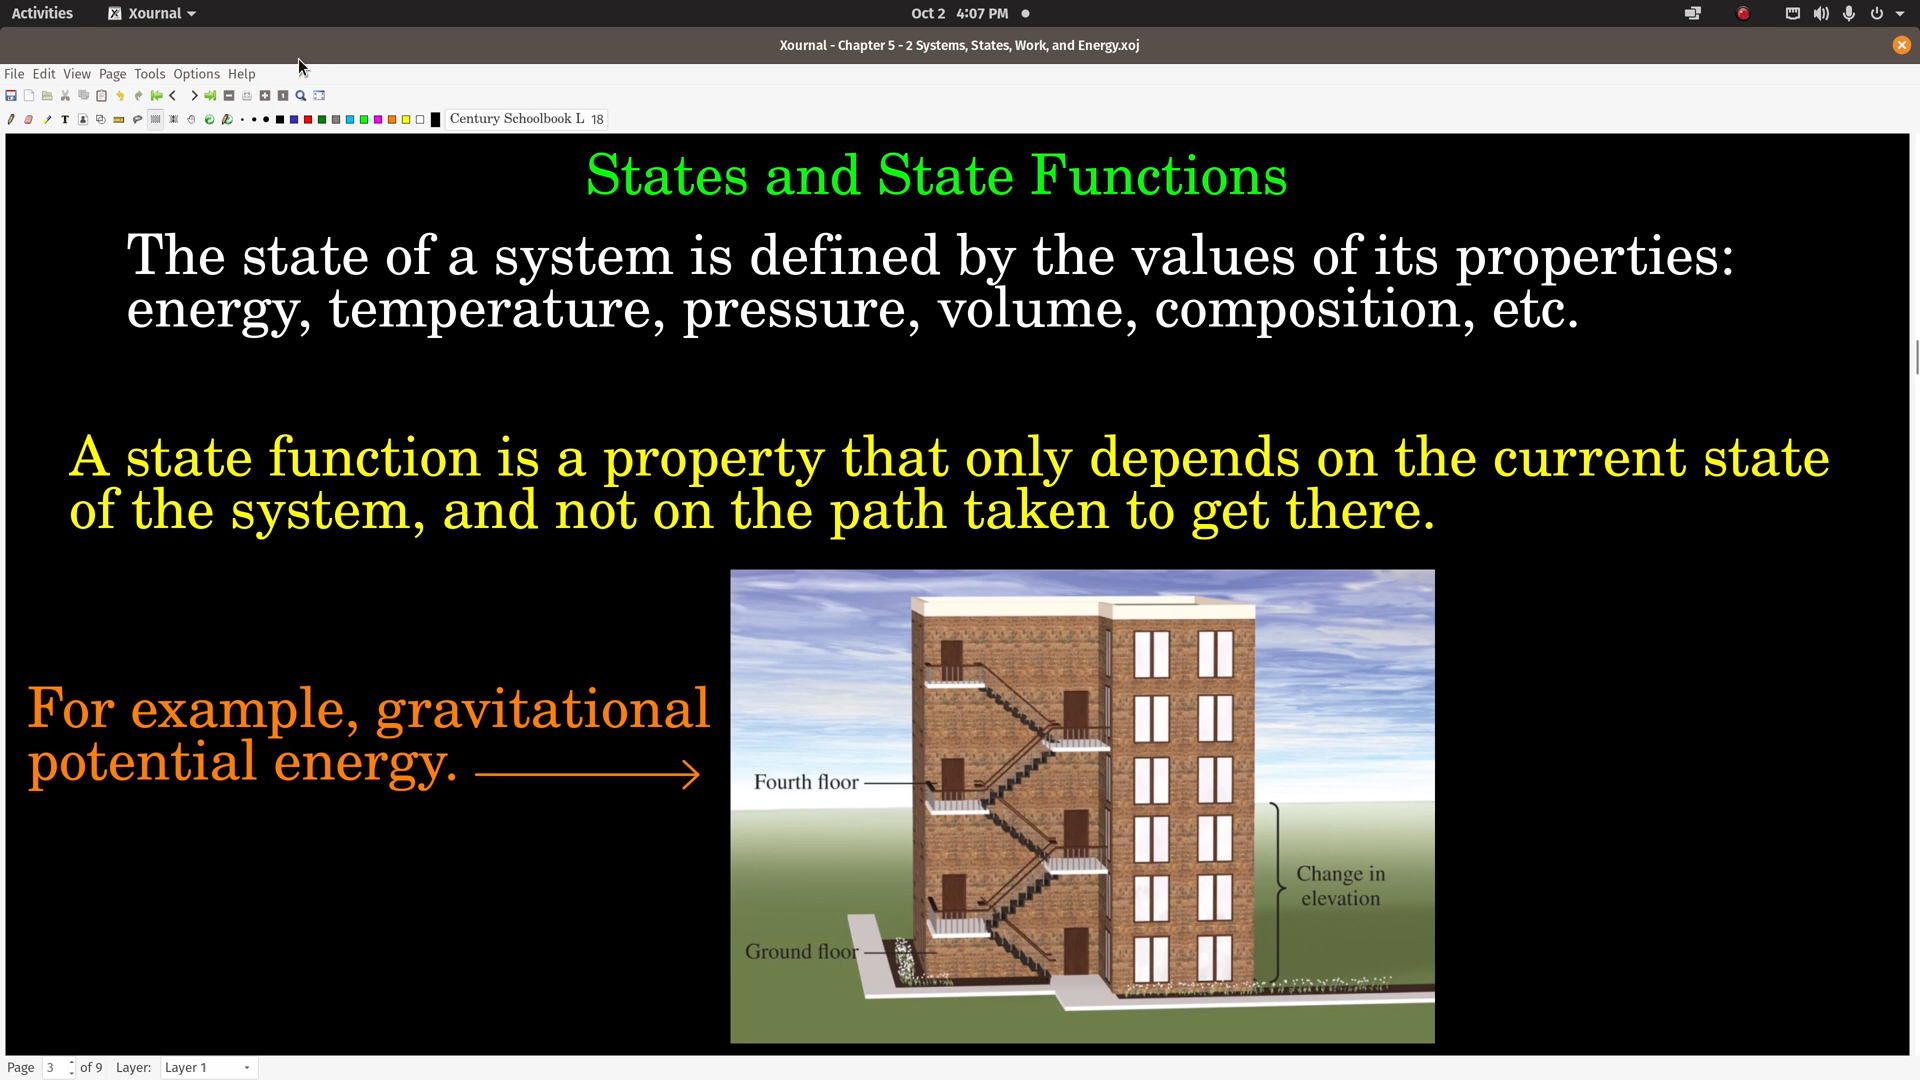 Activities
Xournal
Oct 2 4:07 PM
Xournal - Chapter 5 - 2 Systems, States, Work, and Energy.xoj
File Edit View Page Tools Options Help
Century Schoolbook L 18
States and State Functions
The state of a system is defined by the values of its properties:
energy, temperature, pressure, volume, composition, etc.
A state function is a property that only depends on the current state
of the system, and not on the path taken to get there.
For example, gravitational
potential energy.
Fourth floor
Change in
elevation
Ground floor
Page 3 of 9 Layer: Layer 1